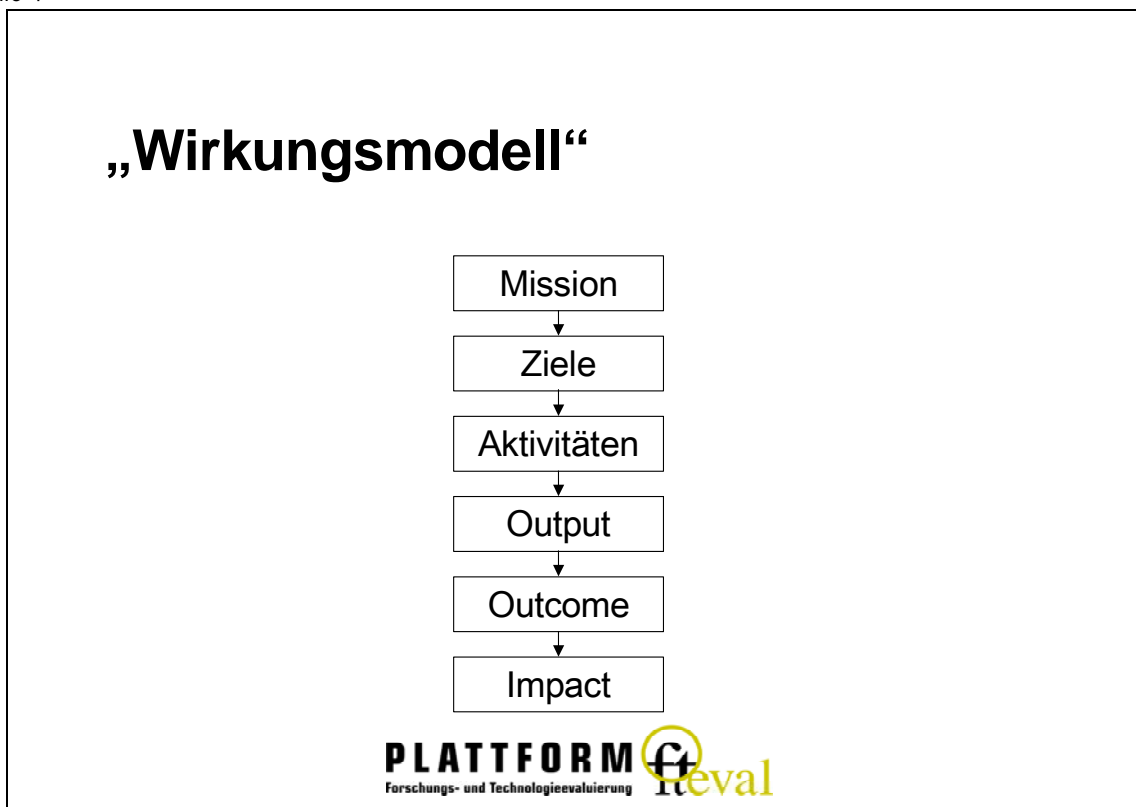 „Wirkungsmodell“
Mission
Ziele
Aktivitäten
Output
Outcome
Impact
PLATTFORM fteval
Forschungs- und Technologieevaluierung